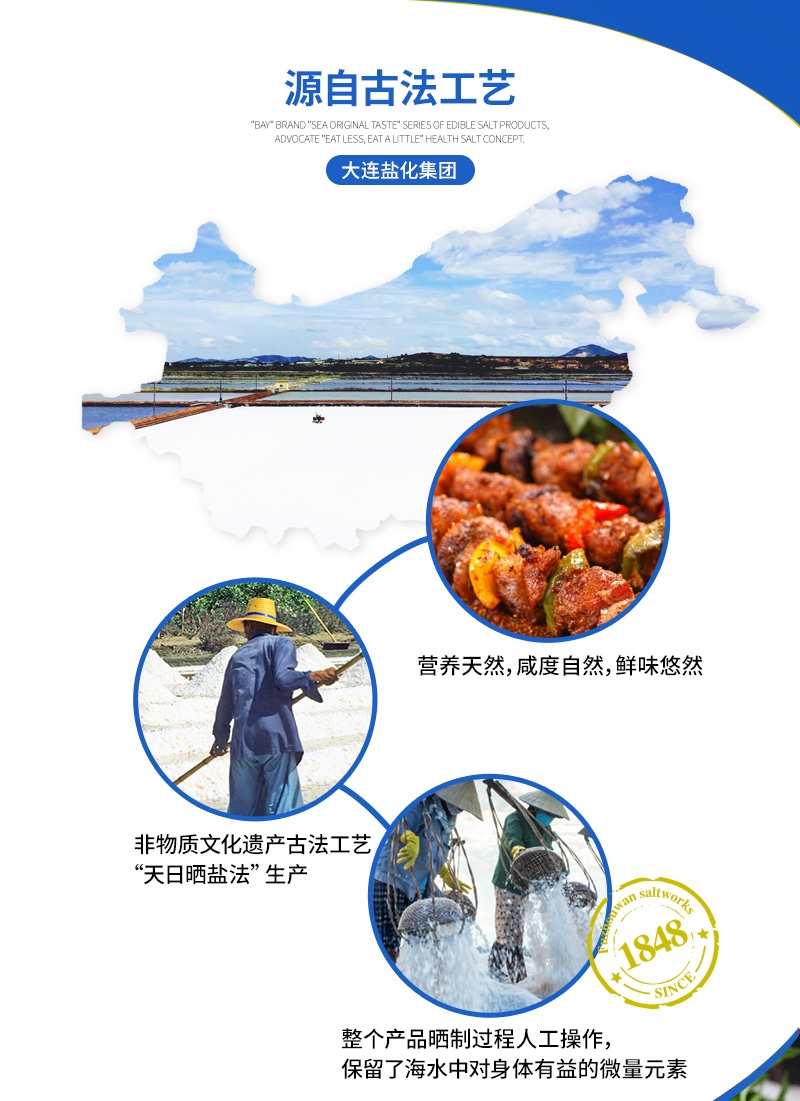 源自古法工艺
"BAY" BRAND "SEA ORIGINAL TASTE" SERIES OF EDIBLE SALT PRODUCTS,
ADVOCATE "EAT LESS, EAT A LITTLE" HEALTH SALT CONCEPT.
大连盐化集团
营养天然，咸度自然，鲜味悠然
非物质文化遗产古法工艺
“天日晒盐法” 生产
saltworks
1848
SINCE
整个产品晒制过程人工操作，
保留了海水中对身体有益的微量元素